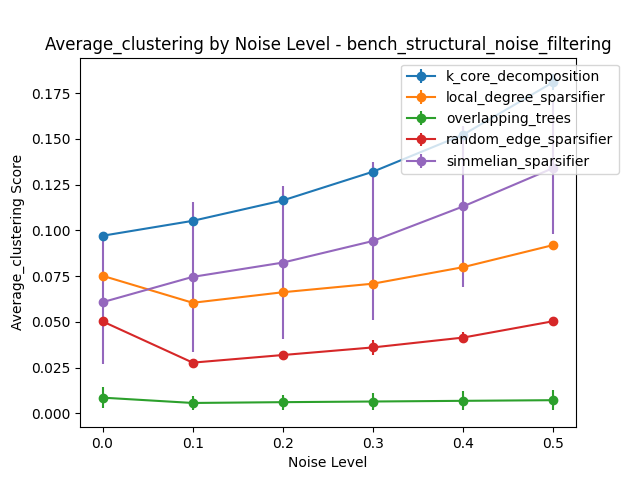 Average_clustering by Noise Level - bench_structural_noise_filtering
k_core_decomposition
local_degree_sparsifier
overlapping_trees
random_edge_sparsifier
simmelian_sparsifier
Average_clustering Score
0.175
0.150
0.125
0.100
0.075
0.050
0.025
0.000
0.0 0.1 0.2 0.3 0.4 0.5
Noise Level